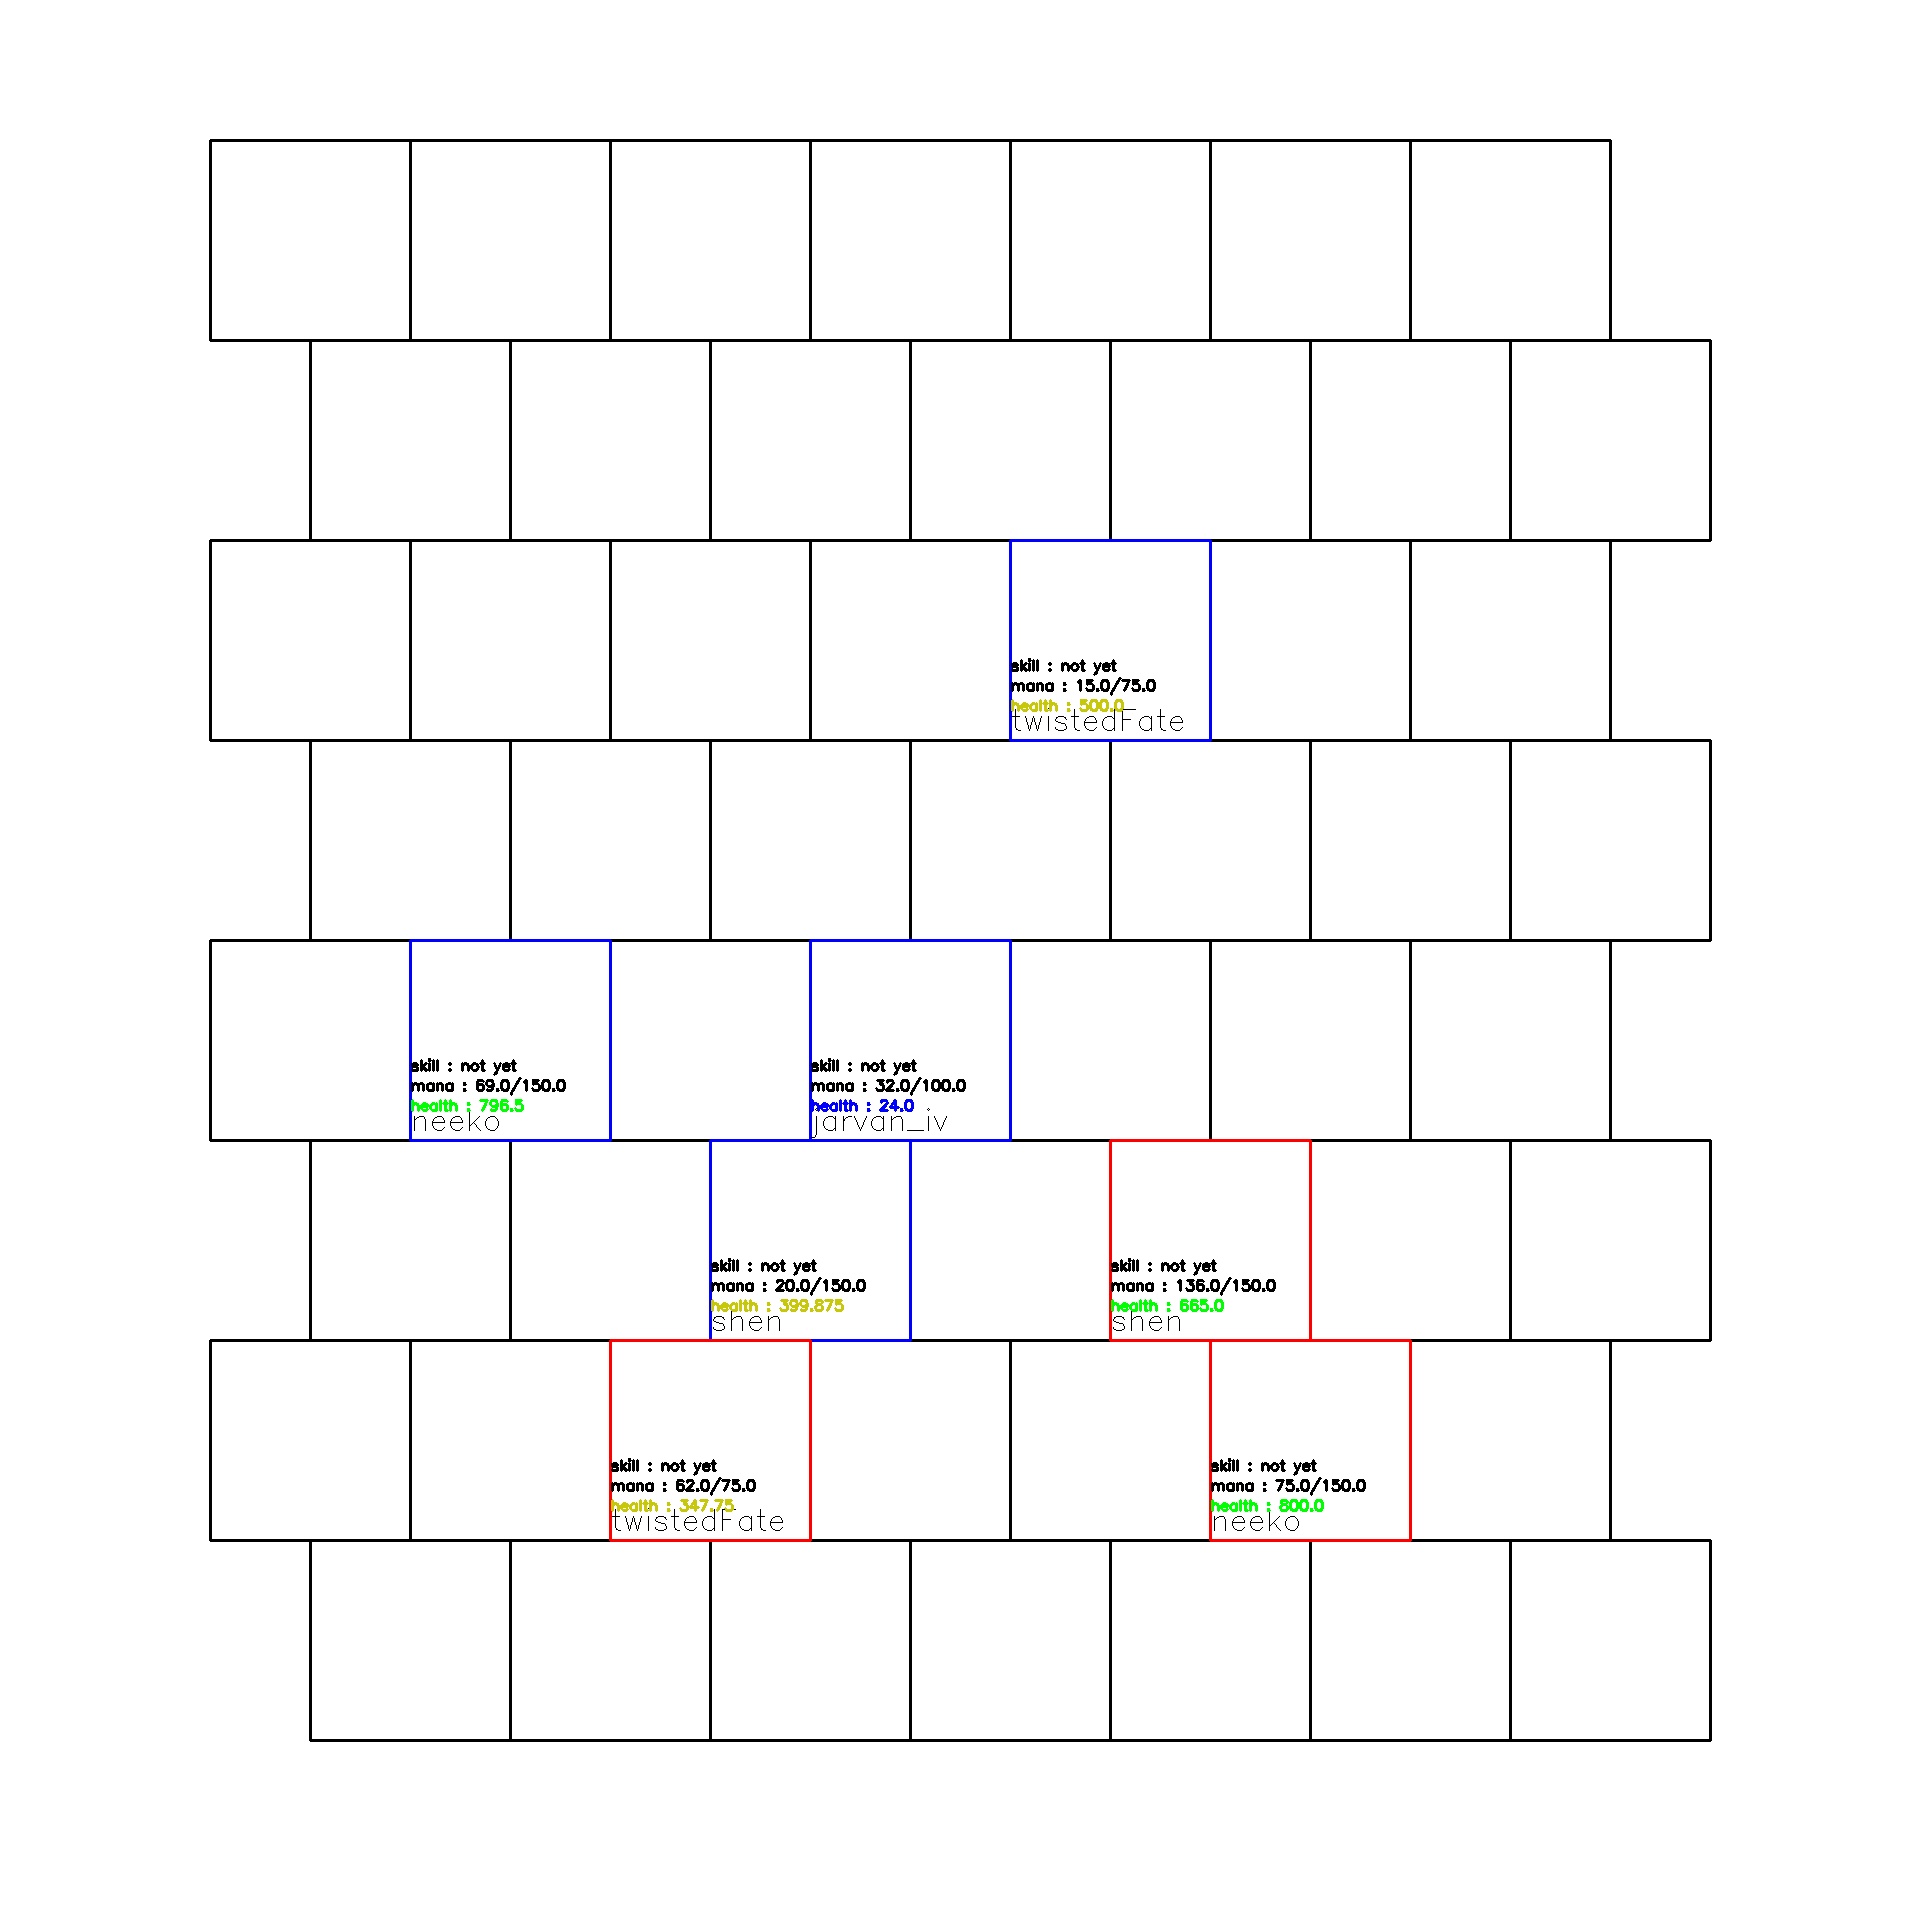 skill : not yet
mana : 15.0/75.0
health : 500.0
twistedFate
skill : not yet
mana : 69.0/150.0
health : 796.5
neeko
skill : not yet
mana : 32.0/100.0
health : 24.0
jarvan_iv
skill : not yet
mana : 20.0/150.0
health : 399.875
shen
skill : not yet
mana : 136.0/150.0
health : 665.0
shen
skill : not yet
mana : 62.0/75.0
health : 347.75
twistedFate
skill : not yet
mana : 75.0/150.0
health : 800.0
neeko